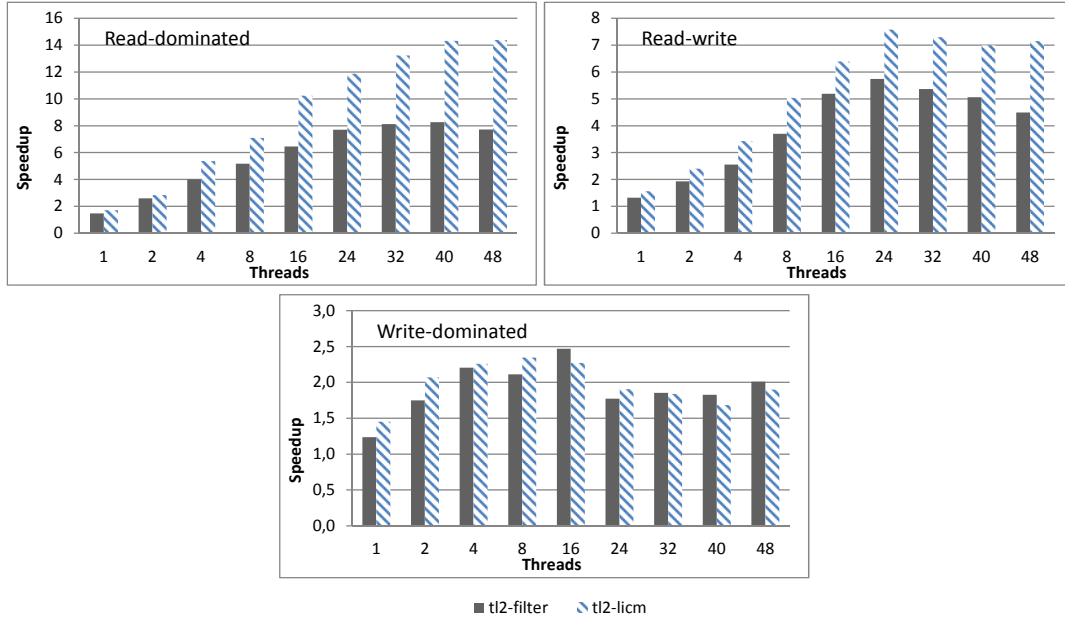 Read-dominated
Speedup
16
14
12
10
8
6
4
2
0
1 2 4 8 16 24 32 40 48
Threads
Read-write
Speedup
8
7
6
5
4
3
2
1
0
1 2 4 8 16 24 32 40 48
Threads
Write-dominated
Speedup
3,0
2,5
2,0
1,5
1,0
0,5
0,0
1 2 4 8 16 24 32 40 48
Threads
tl2-filter tl2-licm